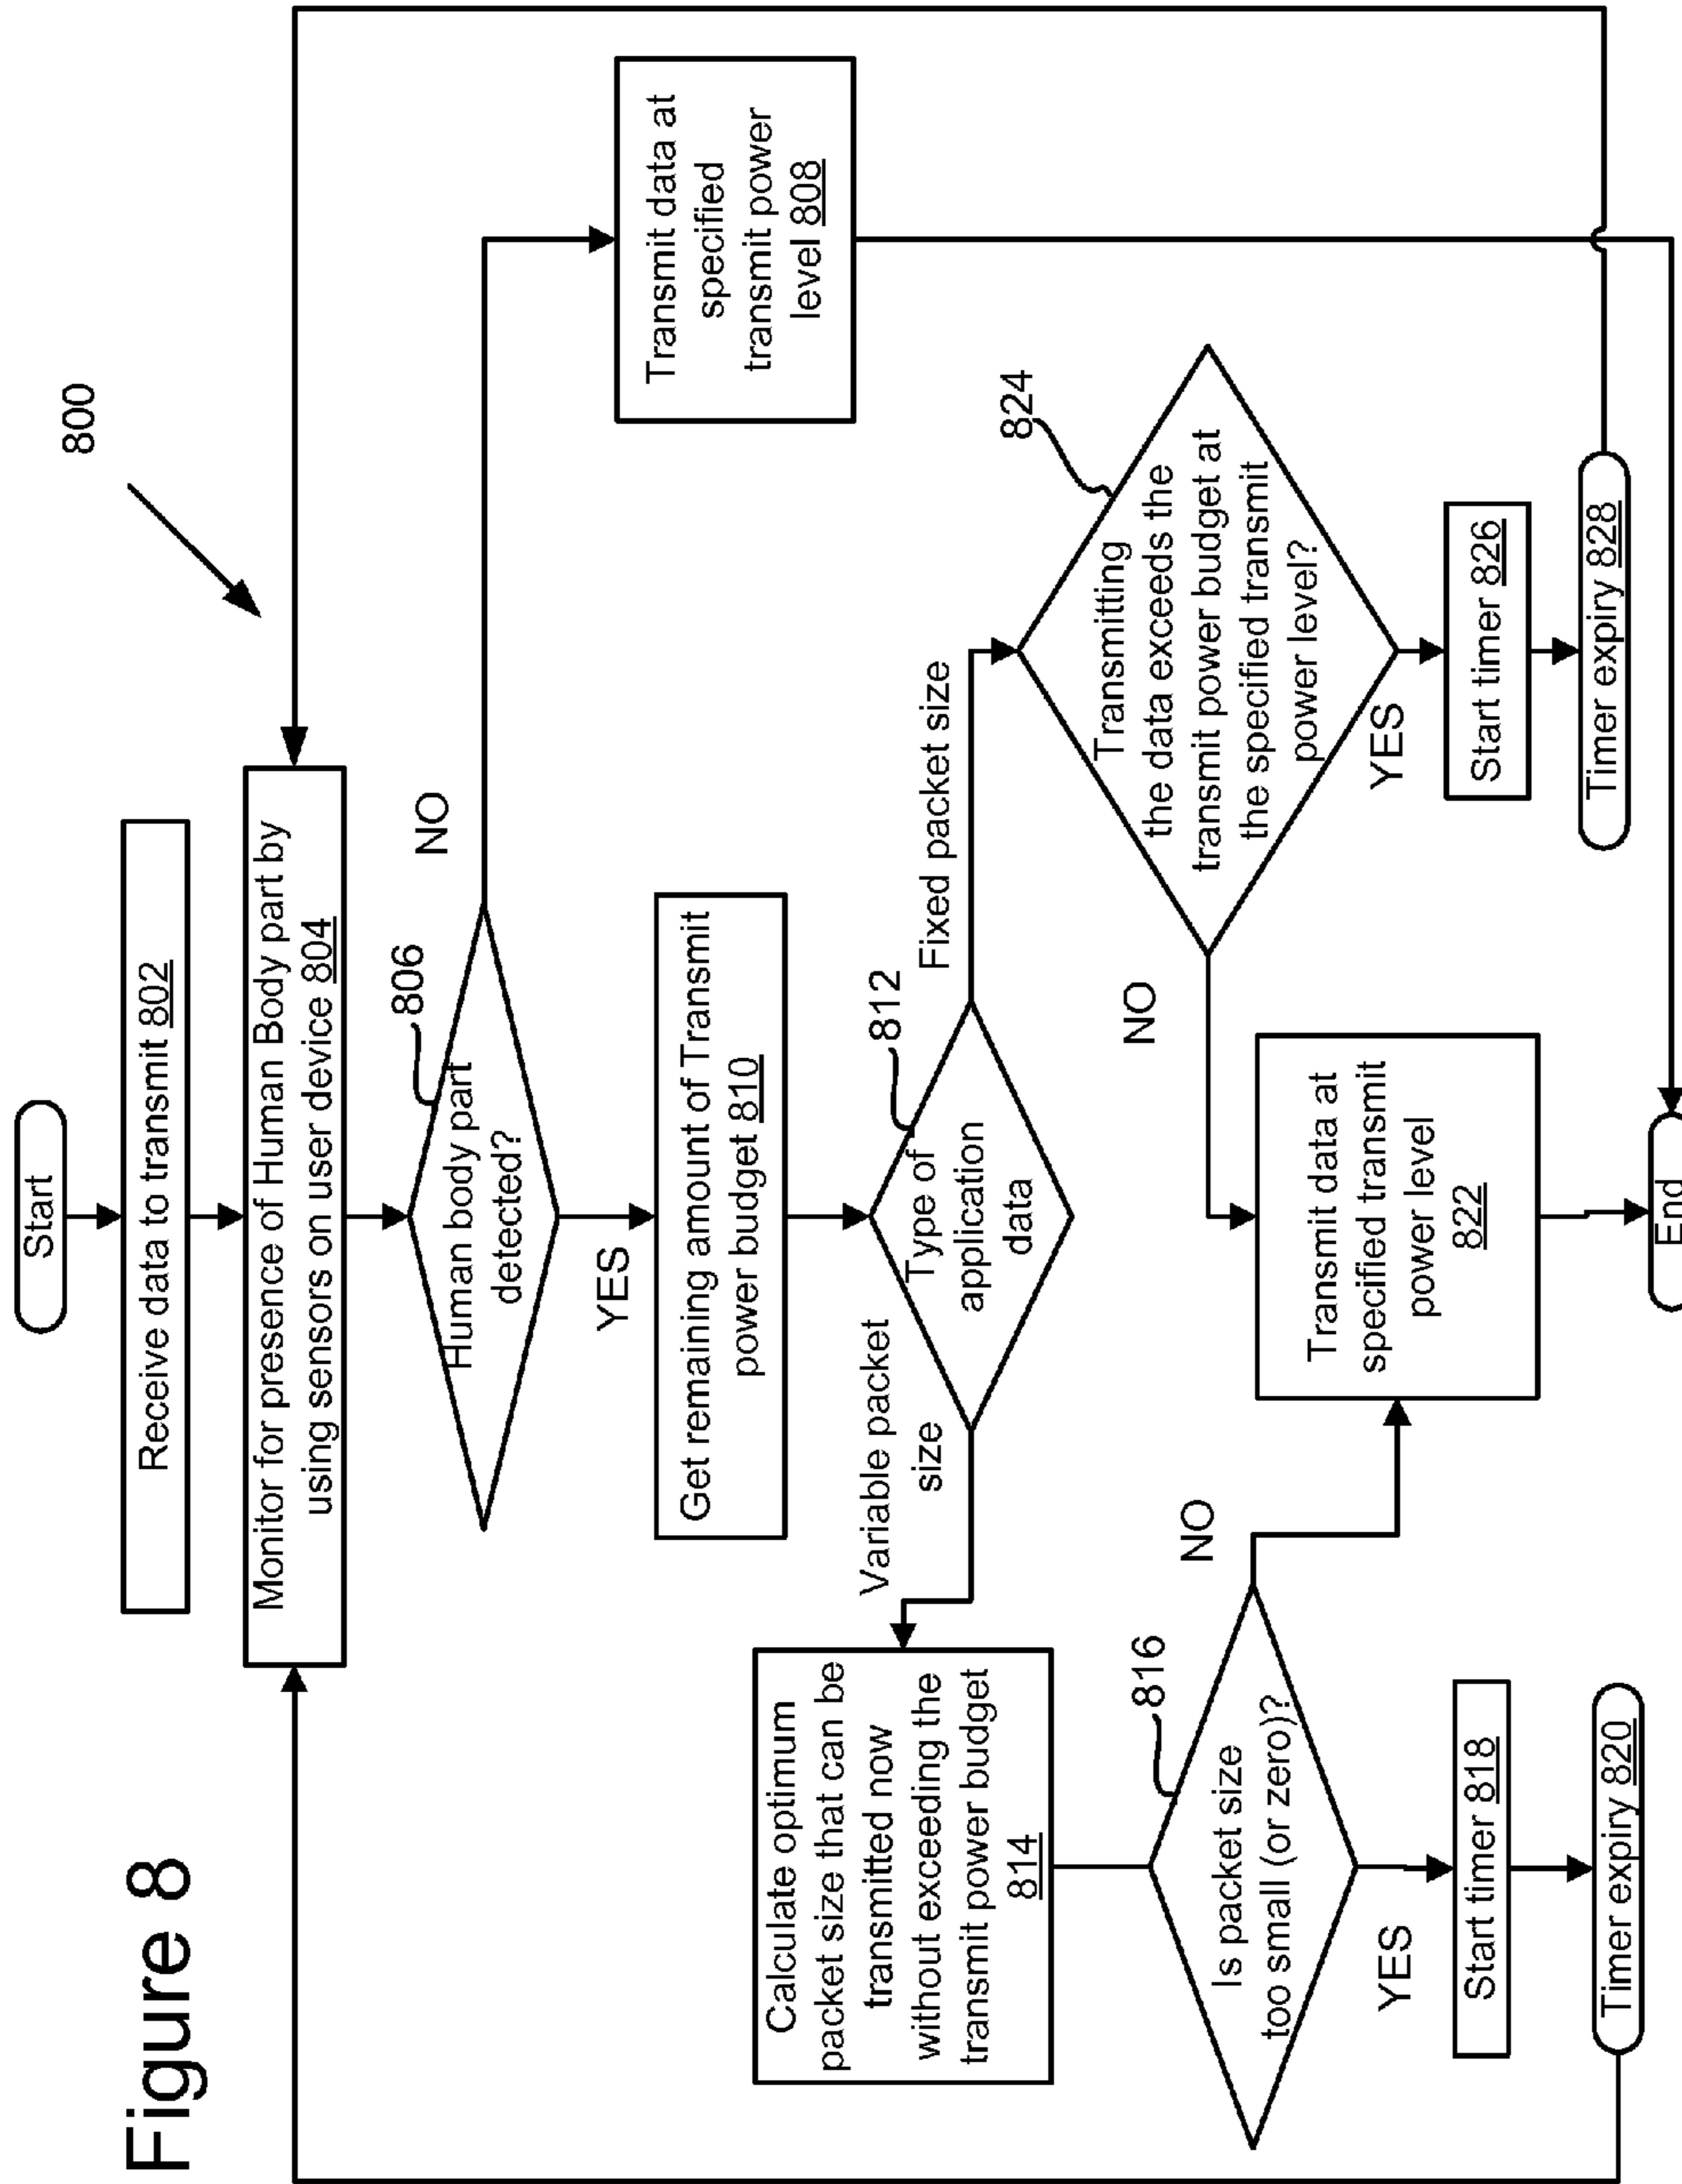 Figure 8
800
Start
Receive data to transmit 802
Monitor for presence of Human Body part by
using sensors on user device 804
806
Human body part
detected?
NO
YES
Transmit data at
specified
transmit power
level 808
Get remaining amount of Transmit
power budget 810
812
Type of
application
data
Variable packet
size
Fixed packet size
Calculate optimum
packet size that can be
transmitted now
without exceeding the
transmit power budget
814
816
Is packet size
too small (or zero)?
NO
YES
Start timer 818
Timer expiry 820
Transmit data at
specified transmit
power level
822
824
Transmitting
the data exceeds the
transmit power budget at
the specified transmit
power level?
NO
YES
Start timer 826
Timer expiry 828
End